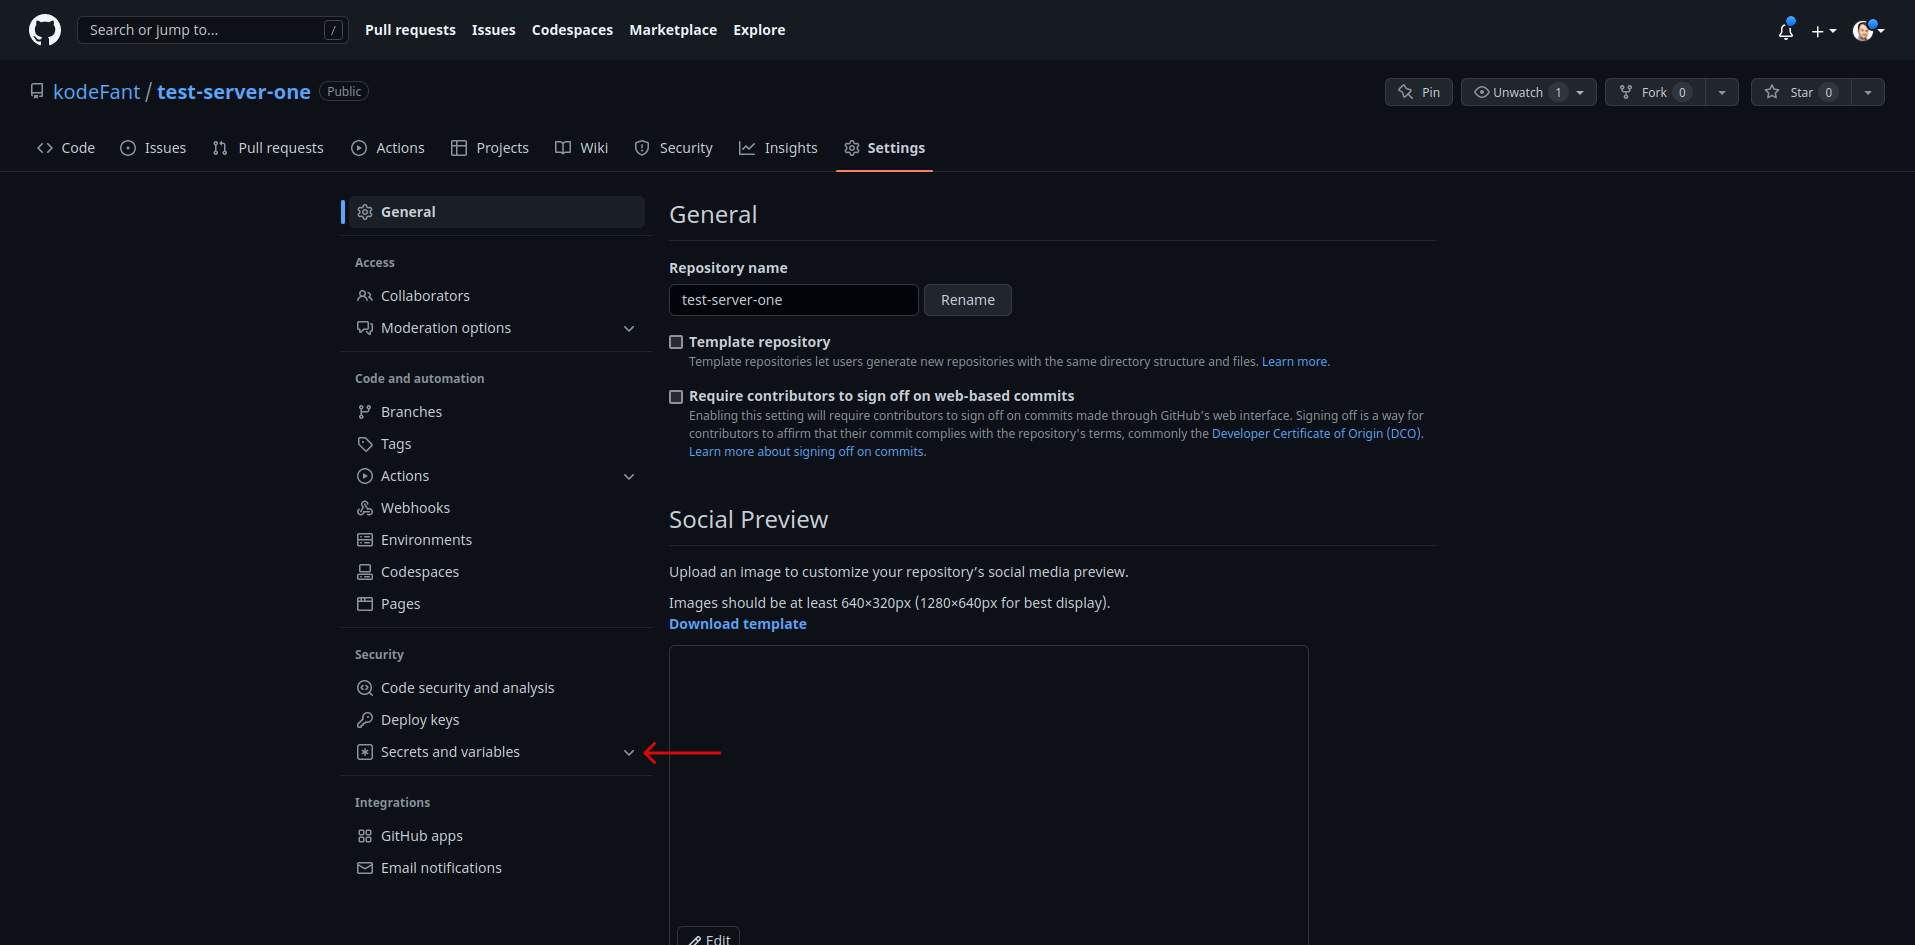 Search or jump to... /
Pull requests Issues Codespaces Marketplace Explore
kodeFant / test-server-one Public
Pin
Unwatch 1
Fork 0
Star 0
Code Issues Pull requests Actions Projects Wiki Security Insights Settings
General
Access
Collaborators
Moderation options
Code and automation
Branches
Tags
Actions
Webhooks
Environments
Codespaces
Pages
Security
Code security and analysis
Deploy keys
Secrets and variables
Integrations
GitHub apps
Email notifications
General
Repository name
test-server-one Rename
Template repository
Template repositories let users generate new repositories with the same directory structure and files. Learn more.
Require contributors to sign off on web-based commits
Enabling this setting will require contributors to sign off on commits made through GitHub's web interface. Signing off is a way for
contributors to affirm that their commit complies with the repository's terms, commonly the Developer Certificate of Origin (DCO).
Learn more about signing off on commits.
Social Preview
Upload an image to customize your repository's social media preview.
Images should be at least 640×320px (1280×640px for best display).
Download template
Edit